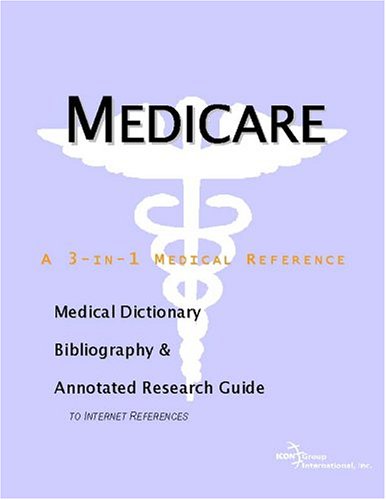 MEDICARE
A 3-IN-1 MEDICAL REFERENCE
Medical Dictionary
Bibliography &
Annotated Research Guide
TO INTERNET REFERENCES
ICON Group
International, Inc.